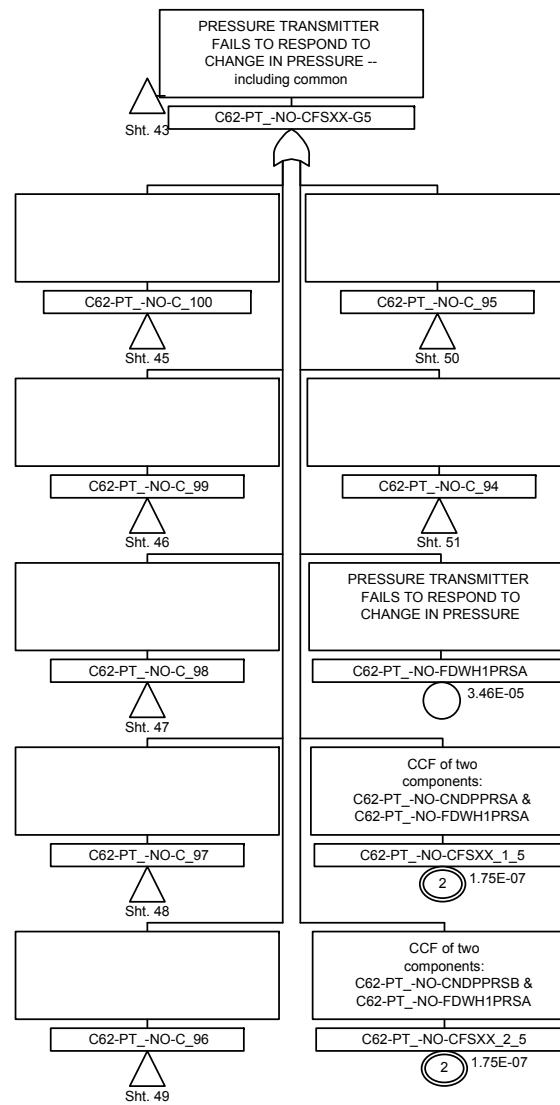 PRESSURE TRANSMITTER
FAILS TO RESPOND TO
CHANGE IN PRESSURE --
including common
C62-PT_-NO-CFSXX-G5
Sht. 43
C62-PT_-NO-C_100
Sht. 45
C62-PT_-NO-C_95
Sht. 50
C62-PT_-NO-C_99
Sht. 46
C62-PT_-NO-C_94
Sht. 51
C62-PT_-NO-C_98
Sht. 47
PRESSURE TRANSMITTER
FAILS TO RESPOND TO
CHANGE IN PRESSURE
C62-PT_-NO-FDWH1PRSA
3.46E-05
C62-PT_-NO-C_97
Sht. 48
CCF of two
components:
C62-PT_-NO-CNDPPRSA &
C62-PT_-NO-FDWH1PRSA
C62-PT_-NO-CFSXX_1_5
2
1.75E-07
C62-PT_-NO-C_96
Sht. 49
CCF of two
components:
C62-PT_-NO-CNDPPRSB &
C62-PT_-NO-FDWH1PRSA
C62-PT_-NO-CFSXX_2_5
2
1.75E-07